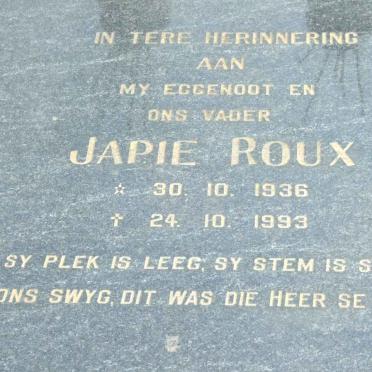 IN TERE HERINNERING
AAN
MY EGGENOOT EN
ONS VADER
JAPIE ROUX
☆ 30. 10. 1936
✝ 24. 10. 1993
SY PLEK IS LEEG, SY STEM IS S
ONS SWYG, DIT WAS DIE HEER SE